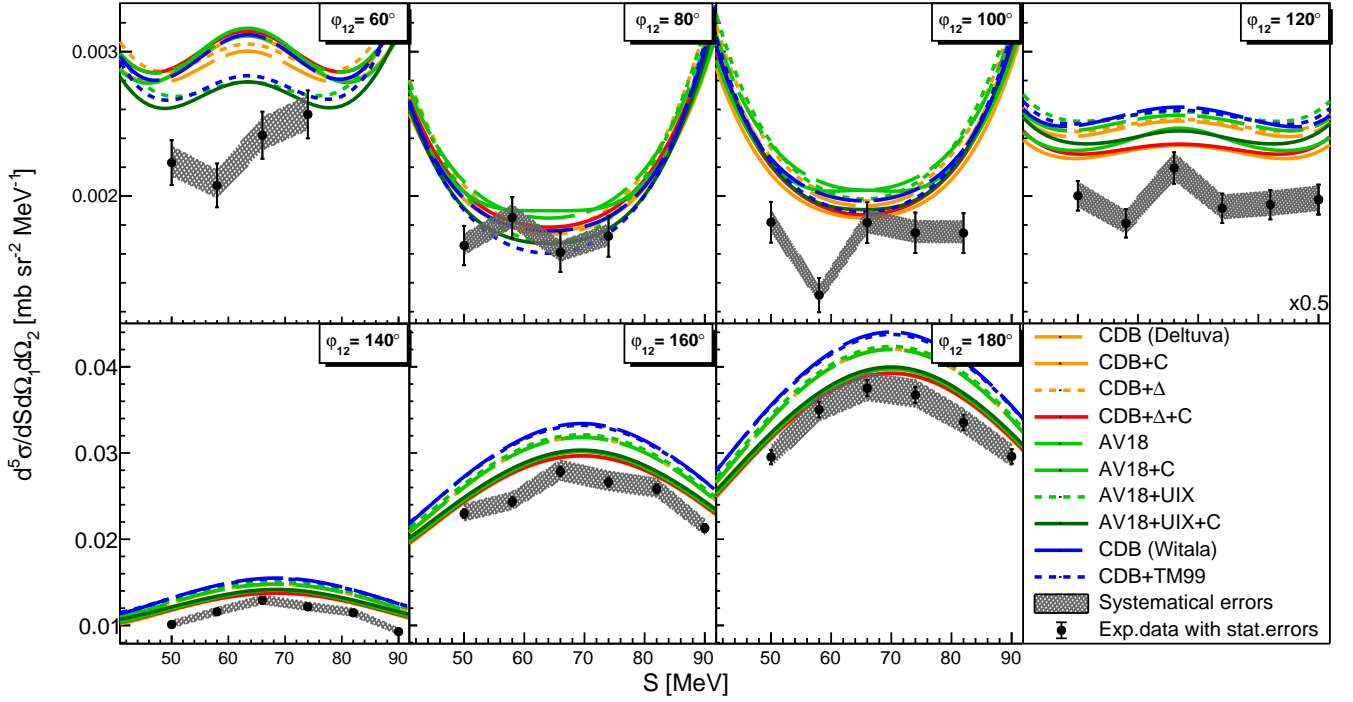 φ12= 60°
φ12= 80°
φ12= 100°
φ12= 120°
0.003
0.002
x0.5
d⁵σ/dSdΩ1dΩ2 [mb sr⁻² MeV⁻¹]
φ12= 140°
φ12= 160°
φ12= 180°
0.04
0.03
0.02
0.01
CDB (Deltuva)
CDB+C
CDB+Δ
CDB+Δ+C
AV18
AV18+C
AV18+UIX
AV18+UIX+C
CDB (Witala)
CDB+TM99
Systematical errors
Exp.data with stat.errors
50 60 70 80 90
50 60 70 80 90
50 60 70 80 90
S [MeV]